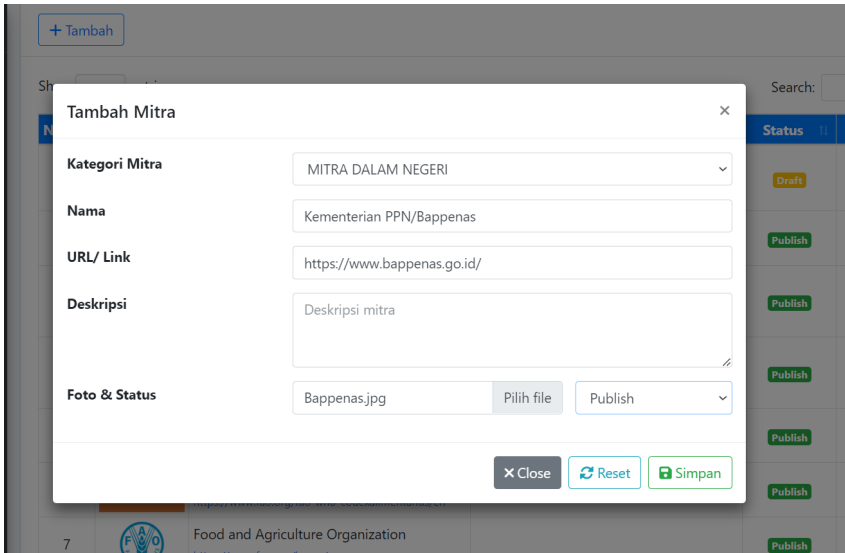 + Tambah
Search:
Tambah Mitra
×
Status
Kategori Mitra
MITRA DALAM NEGERI
Draft
Nama
Kementerian PPN/Bappenas
Publish
URL/ Link
https://www.bappenas.go.id/
Deskripsi
Deskripsi mitra
Publish
Publish
Foto & Status
Bappenas.jpg
Pilih file
Publish
Publish
× Close
Reset
Simpan
Publish
7
FAO
Food and Agriculture Organization
Publish